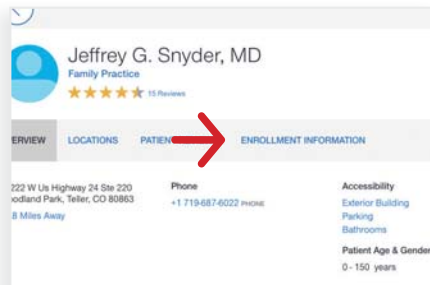 Jeffrey G. Snyder, MD
Family Practice
15 Reviews
ERVIEW LOCATIONS PATIEN ENROLLMENT INFORMATION
222 W Us Highway 24 Ste 220
oodland Park, Teller, CO 80863
8 Miles Away
Phone
+1 719-687-6022 PHONE
Accessibility
Exterior Building
Parking
Bathrooms
Patient Age & Gender
0 - 150 years